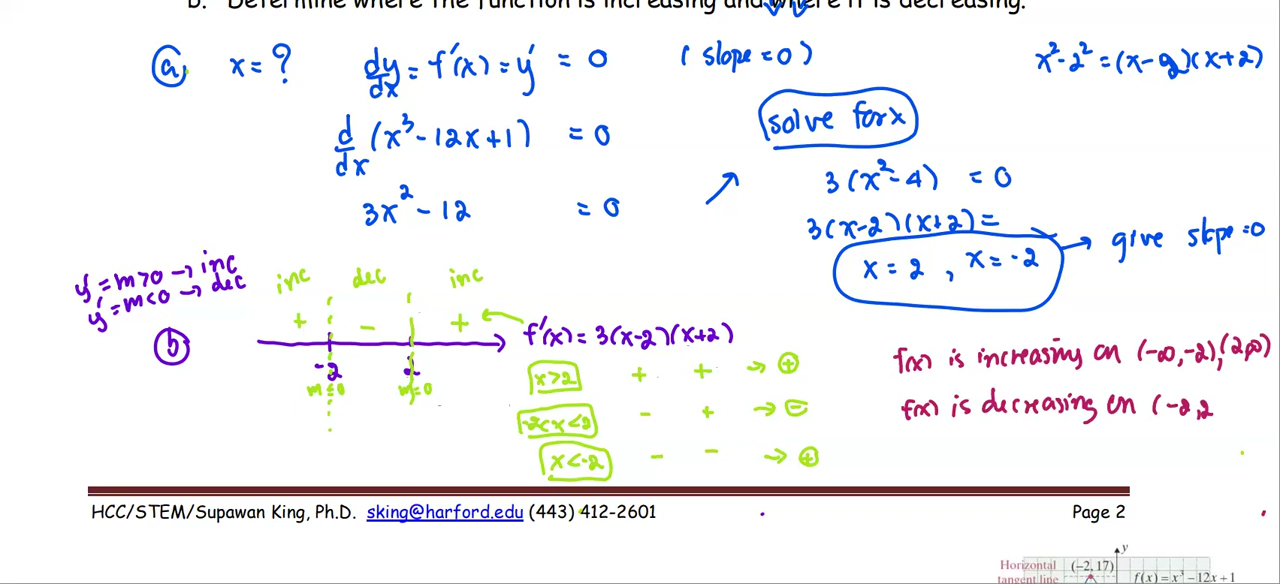 b. Determine where the function is increasing and where it is decreasing.
ⓐ x = ? dy/dx = f'(x) = y' = 0 (slope = 0)
x² - 2² = (x - 2)(x + 2)
d/dx (x³ - 12x + 1) = 0
3x² - 12 = 0
solve for x
3(x² - 4) = 0
3(x-2)(x+2) =
x = 2 , x = -2 → give slope = 0
y' = m > 0 → inc
y' = m < 0 → dec
inc dec inc
+ - +
ⓑ
-2 2
m = 0 m = 0
f'(x) = 3(x-2)(x+2)
x > 2 + + → ⊕
-2 < x < 2 - + → ⊖
x < -2 - - → ⊕
f(x) is increasing on (-∞, -2), (2, ∞)
f(x) is decreasing on (-2, 2
HCC/STEM/Supawan King, Ph.D. sking@harford.edu (443) 412-2601 Page 2
Horizontal
tangent line
(-2, 17)
y
f(x) = x³ - 12x + 1